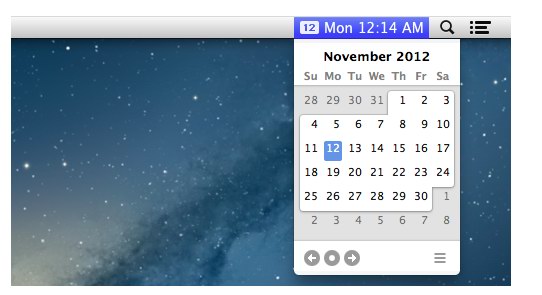 12 Mon 12:14 AM
November 2012
Su Mo Tu We Th Fr Sa
28 29 30 31 1 2 3
4 5 6 7 8 9 10
11 12 13 14 15 16 17
18 19 20 21 22 23 24
25 26 27 28 29 30 1
2 3 4 5 6 7 8